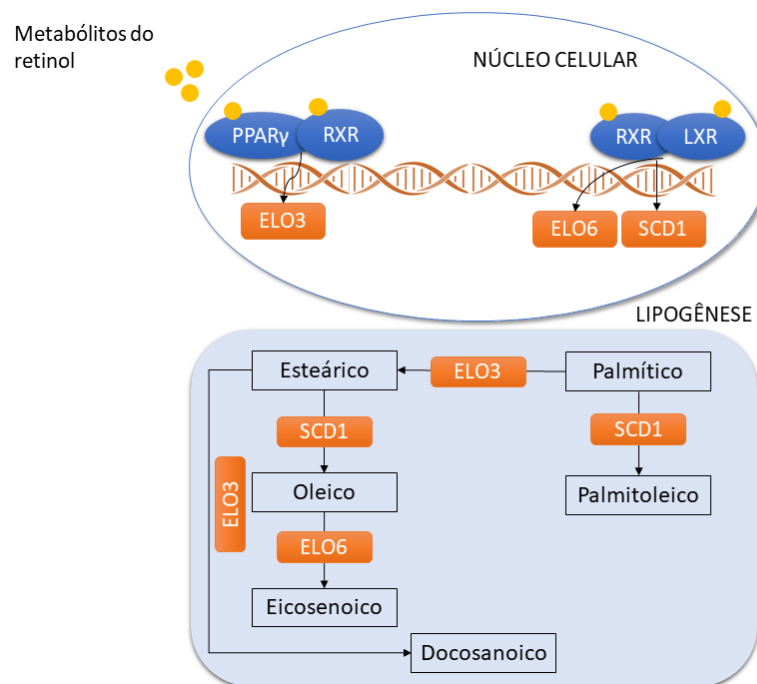 Metabólitos do
retinol
NÚCLEO CELULAR
PPARγ
RXR
RXR
LXR
ELO3
ELO6
SCD1
LIPOGÊNESE
Esteárico
ELO3
Palmítico
SCD1
SCD1
ELO3
Oleico
Palmitoleico
ELO6
Eicosenoico
Docosanoico